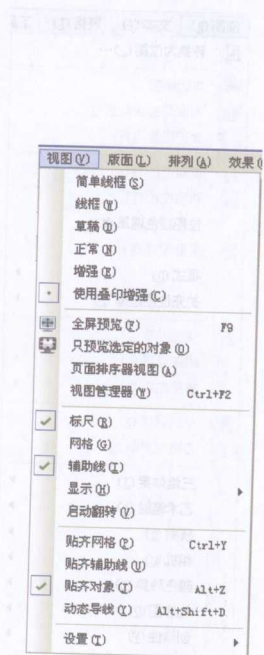 视图(V) 版面(L) 排列(A) 效果(
简单线框(S)
线框(W)
草稿(D)
正常(N)
增强(E)
使用叠印增强(C)
全屏预览(F) F9
只预览选定的对象(O)
页面排序器视图(A)
视图管理器(W) Ctrl+F2
标尺(R)
网格(G)
辅助线(I)
显示(H)
启动翻转(V)
贴齐网格(P) Ctrl+Y
贴齐辅助线(U)
贴齐对象(J) Alt+Z
动态导线(Y) Alt+Shift+D
设置(T)